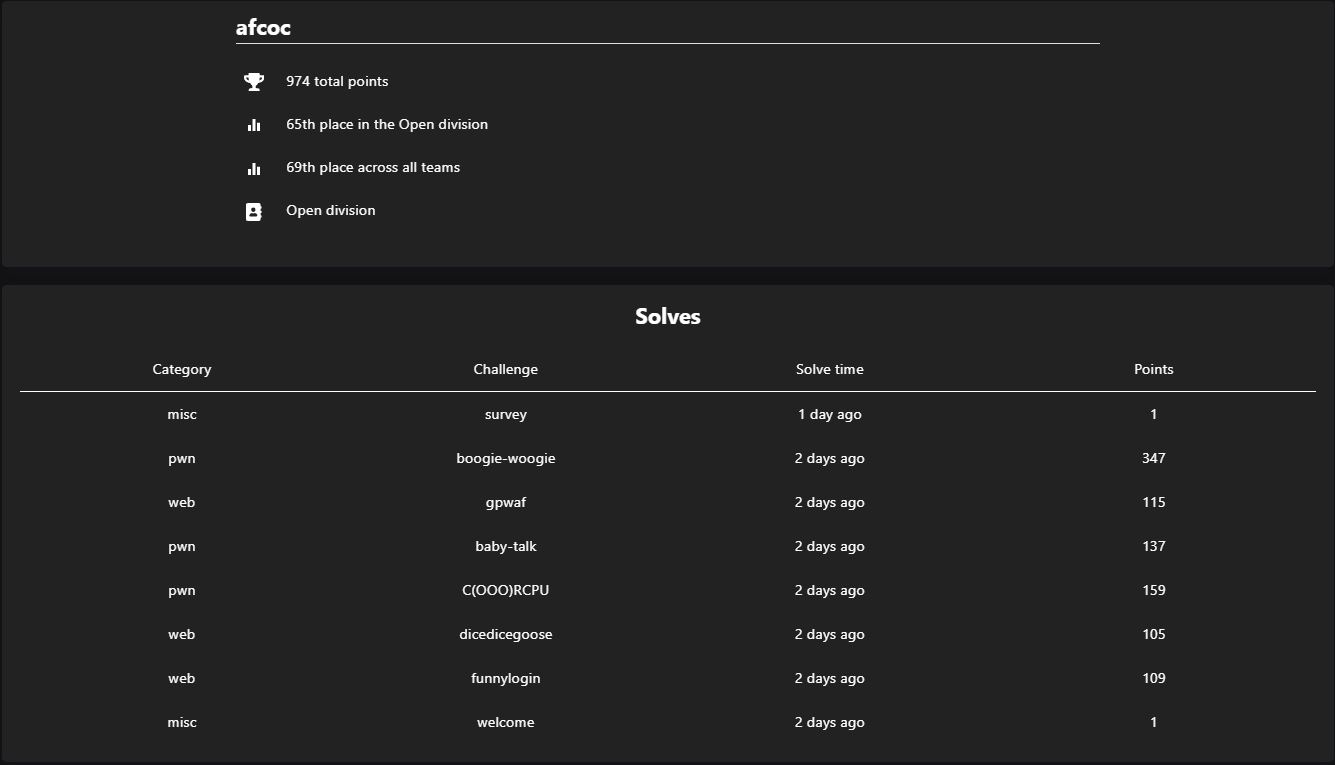 afcoc
974 total points
65th place in the Open division
69th place across all teams
Open division
Solves
Category Challenge Solve time Points
misc survey 1 day ago 1
pwn boogie-woogie 2 days ago 347
web gpwaf 2 days ago 115
pwn baby-talk 2 days ago 137
pwn C(OOO)RCPU 2 days ago 159
web dicedicegoose 2 days ago 105
web funnylogin 2 days ago 109
misc welcome 2 days ago 1